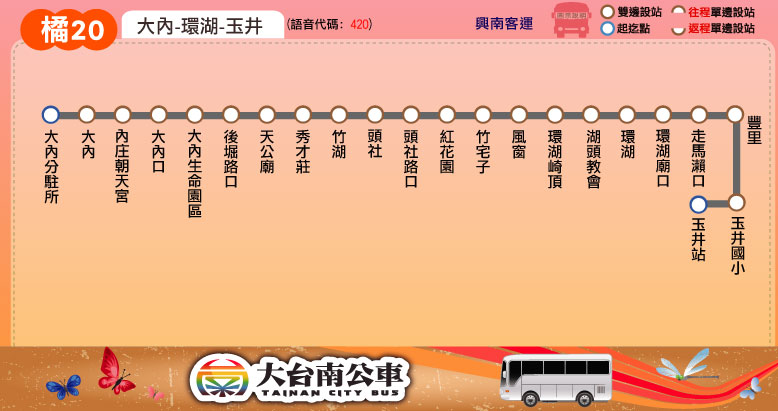 橘20
大內-環湖-玉井
(語音代碼: 420)
興南客運
雙邊設站
起迄點
往程單邊設站
返程單邊設站
大內分駐所
大內
內庄朝天宮
大內口
大內生命園區
後堀路口
天公廟
秀才莊
竹湖
頭社
頭社路口
紅花園
竹宅子
風窗
環湖崎頂
湖頭教會
環湖
環湖廟口
走馬瀨口
豐里
玉井國小
玉井站
大台南公車
TAINAN CITY BUS